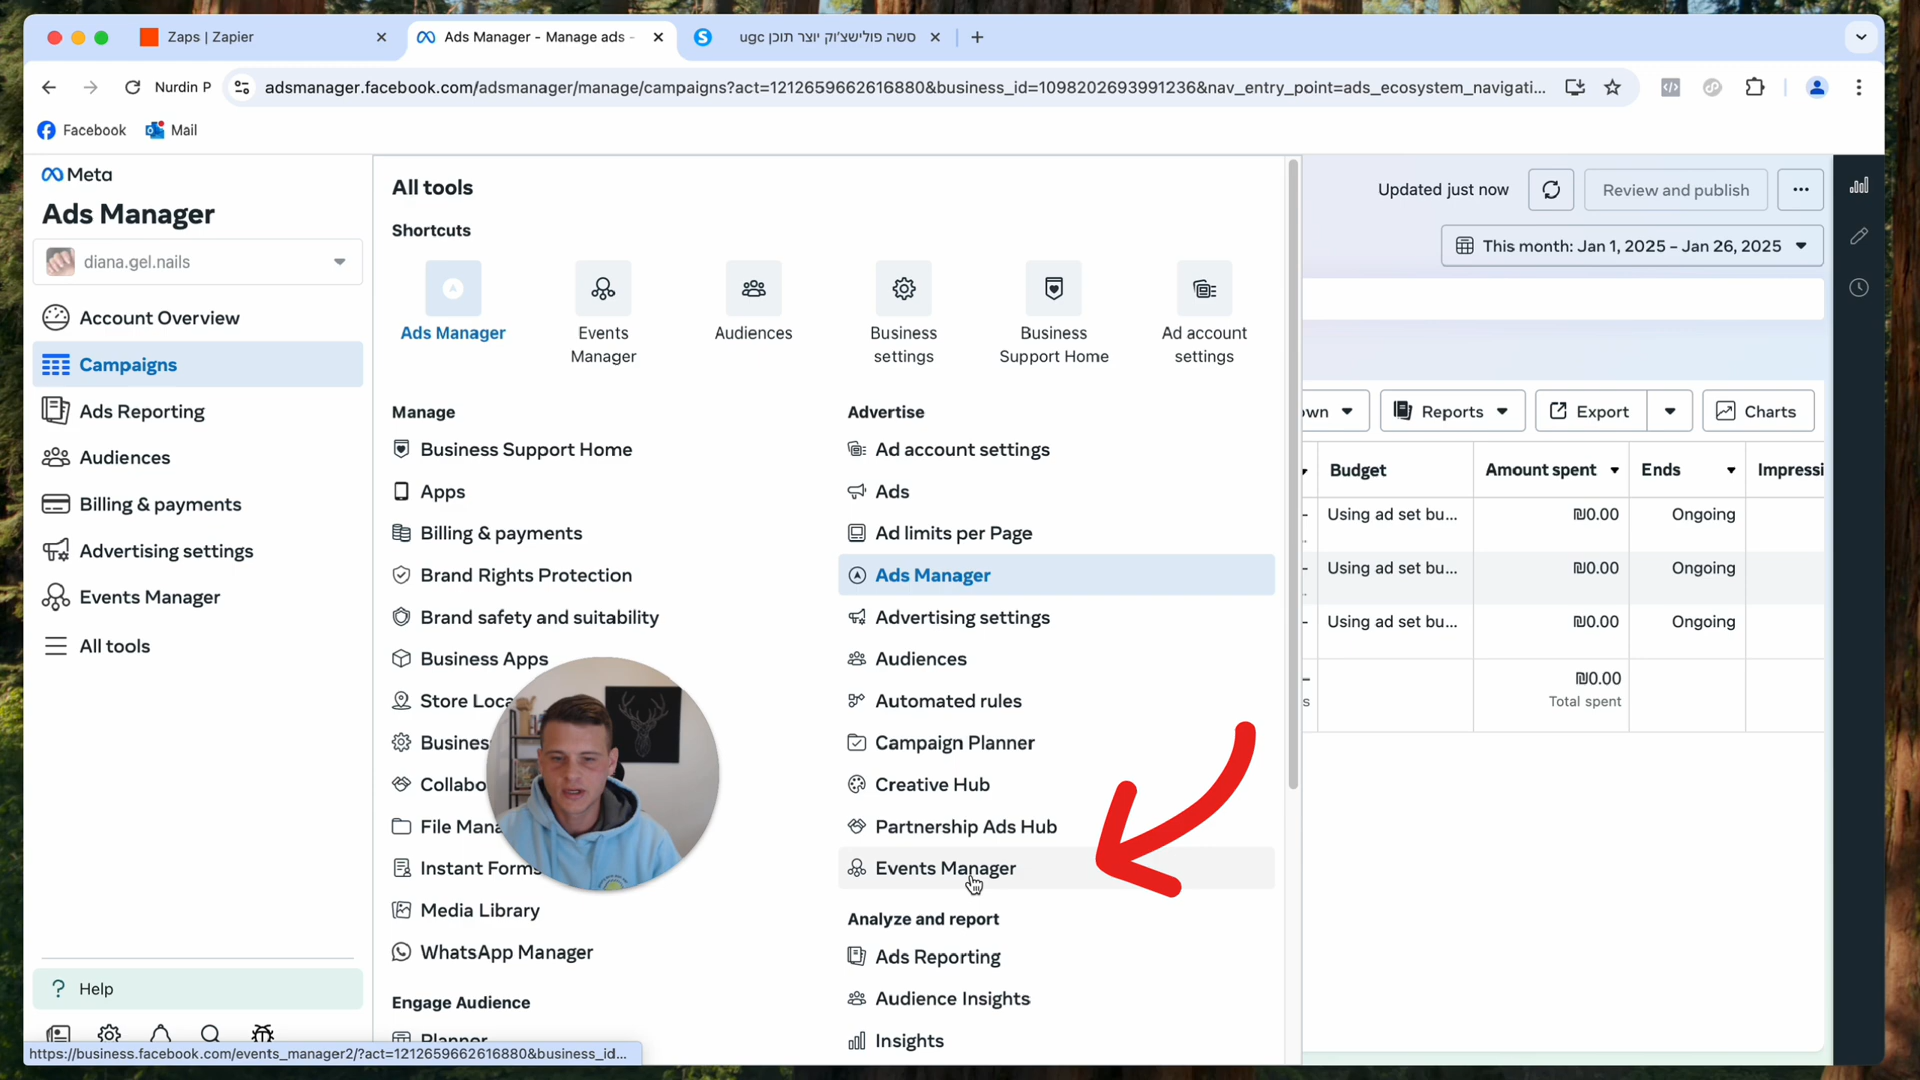 Zaps | Zapier
Ads Manager - Manage ads -
סשה פולישצ'וק יוצר תוכן ugc
Nurdin P
adsmanager.facebook.com/adsmanager/manage/campaigns?act=1212659662616880&business_id=1098202693991236&nav_entry_point=ads_ecosystem_navigati...
Facebook
Mail
Meta
Ads Manager
diana.gel.nails
Account Overview
Campaigns
Ads Reporting
Audiences
Billing & payments
Advertising settings
Events Manager
All tools
Help
All tools
Shortcuts
Ads Manager
Events
Manager
Audiences
Business
settings
Business
Support Home
Ad account
settings
Manage
Business Support Home
Apps
Billing & payments
Brand Rights Protection
Brand safety and suitability
Business Apps
Store Loca
Busines
Collabo
File Mana
Instant Forms
Media Library
WhatsApp Manager
Engage Audience
Planner
Advertise
Ad account settings
Ads
Ad limits per Page
Ads Manager
Advertising settings
Audiences
Automated rules
Campaign Planner
Creative Hub
Partnership Ads Hub
Events Manager
Analyze and report
Ads Reporting
Audience Insights
Insights
Updated just now
Review and publish
This month: Jan 1, 2025 – Jan 26, 2025
own
Reports
Export
Charts
Budget
Amount spent
Ends
Impressi
Using ad set bu...
₪0.00
Ongoing
Using ad set bu...
₪0.00
Ongoing
Using ad set bu...
₪0.00
Ongoing
₪0.00
s
Total spent
https://business.facebook.com/events_manager2/?act=1212659662616880&business_id...